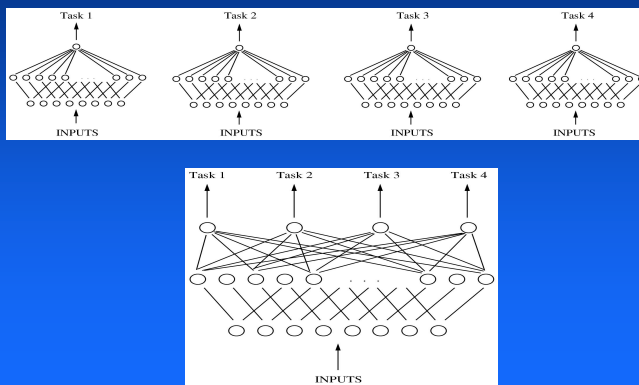 Task 1 Task 2 Task 3 Task 4
. . . . . . . . . . . .
INPUTS INPUTS INPUTS INPUTS
Task 1 Task 2 Task 3 Task 4
. . .
INPUTS